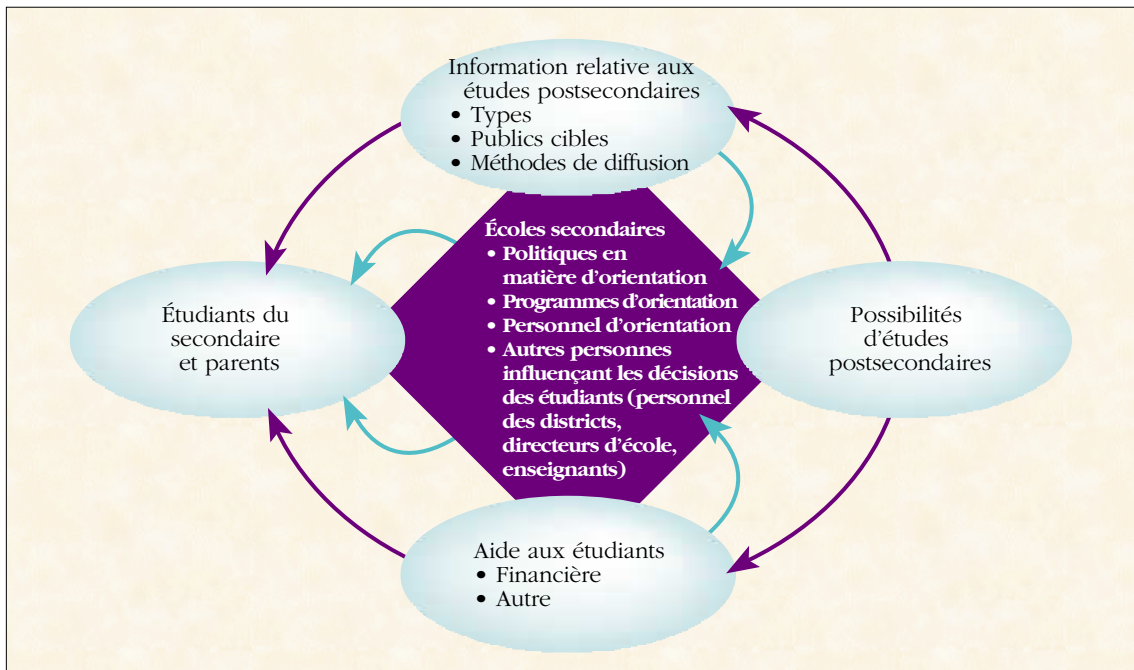 Information relative aux
études postsecondaires
• Types
• Publics cibles
• Méthodes de diffusion
Écoles secondaires
• Politiques en
matière d'orientation
• Programmes d'orientation
• Personnel d'orientation
• Autres personnes
influençant les décisions
des étudiants (personnel
des districts,
directeurs d'école,
enseignants)
Étudiants du
secondaire
et parents
Possibilités
d'études
postsecondaires
Aide aux étudiants
• Financière
• Autre